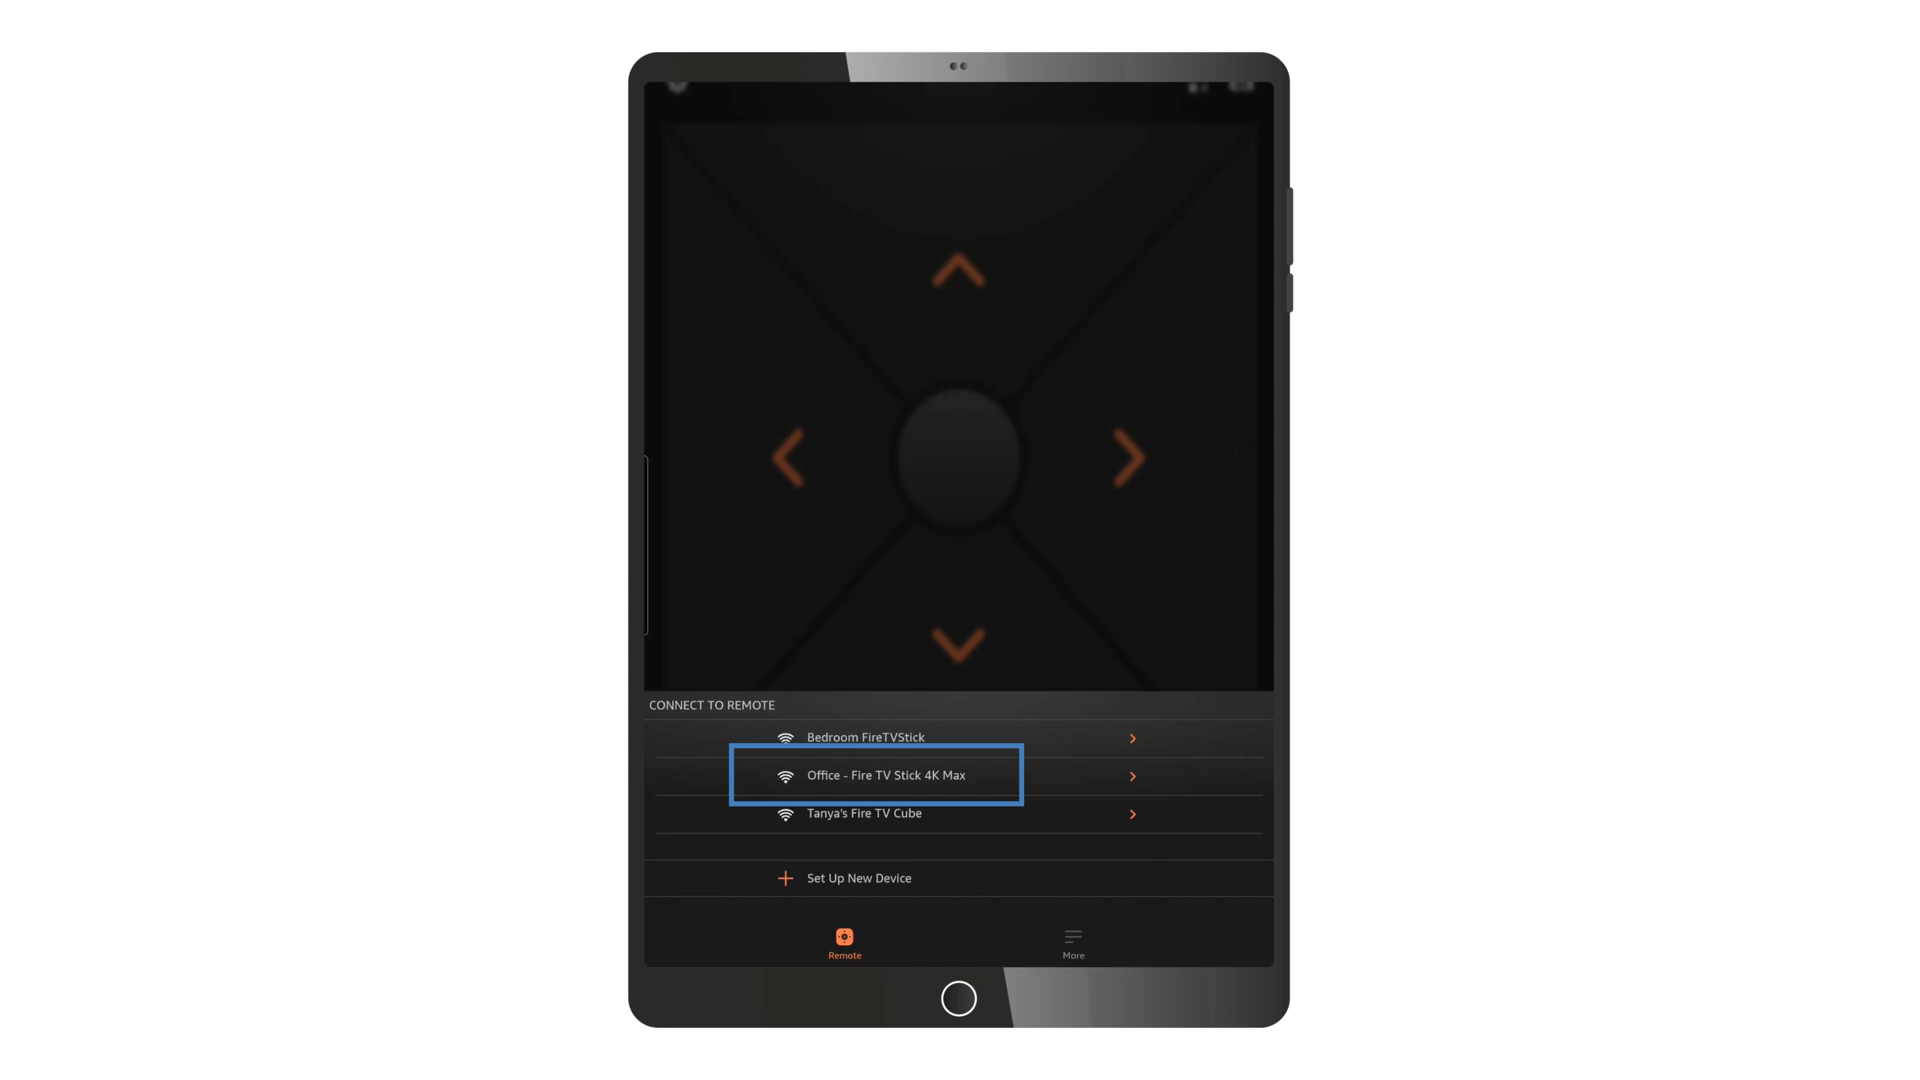 CONNECT TO REMOTE
Bedroom FireTVStick
Office - Fire TV Stick 4K Max
Tanya's Fire TV Cube
Set Up New Device
Remote
More